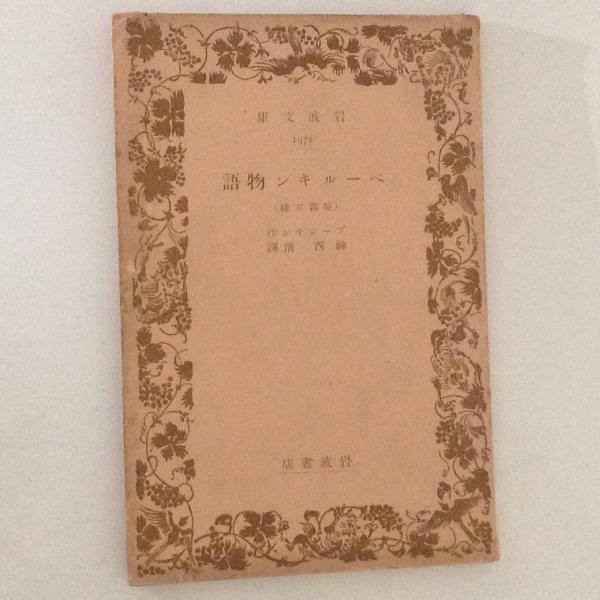 岩波文庫
1971
ベールキン物語
(短篇五種)
プーシキン作
神西清譯
岩波書店